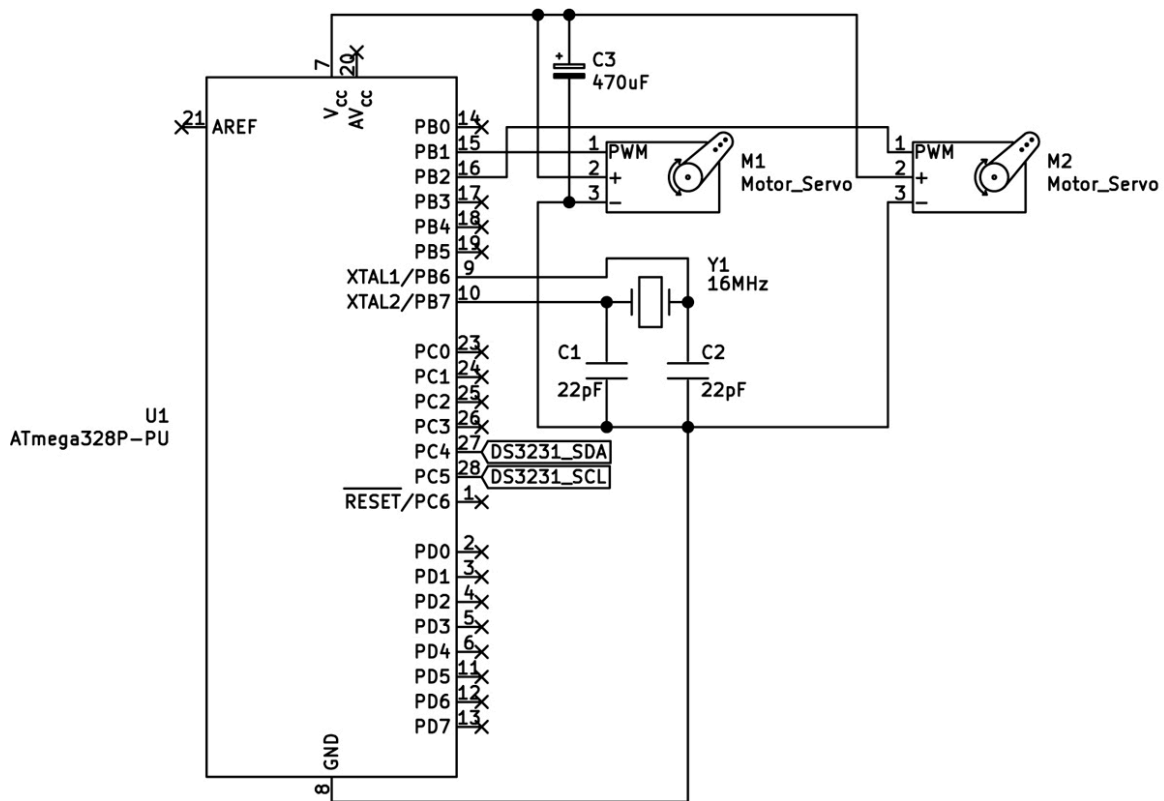 7
20
VCC
AVCC
+
C3
470uF
21
AREF
PB0
14
PB1
15
PB2
16
PB3
17
PB4
18
PB5
19
XTAL1/PB6
9
XTAL2/PB7
10
1
PWM
2
+
3
-
M1
Motor_Servo
1
PWM
2
+
3
-
M2
Motor_Servo
Y1
16MHz
C1
22pF
C2
22pF
PC0
23
PC1
24
PC2
25
PC3
26
PC4
27
DS3231_SDA
PC5
28
DS3231_SCL
RESET/PC6
1
U1
ATmega328P-PU
PD0
2
PD1
3
PD2
4
PD3
5
PD4
6
PD5
11
PD6
12
PD7
13
GND
8